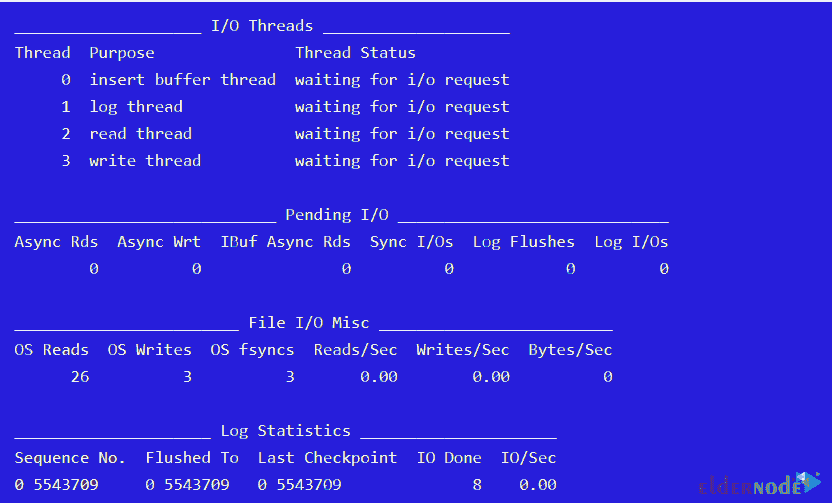 ____________________ I/O Threads ____________________
Thread  Purpose               Thread Status
     0  insert buffer thread  waiting for i/o request
     1  log thread            waiting for i/o request
     2  read thread           waiting for i/o request
     3  write thread          waiting for i/o request
____________________________ Pending I/O _____________________________
Async Rds  Async Wrt  IBuf Async Rds  Sync I/Os  Log Flushes  Log I/Os
        0          0               0          0            0         0
________________________ File I/O Misc _________________________
OS Reads  OS Writes  OS fsyncs  Reads/Sec  Writes/Sec  Bytes/Sec
      26          3          3       0.00        0.00          0
_____________________ Log Statistics _____________________
Sequence No.  Flushed To  Last Checkpoint  IO Done  IO/Sec
0 5543709     0 5543709   0 5543709              8    0.00
eldernode